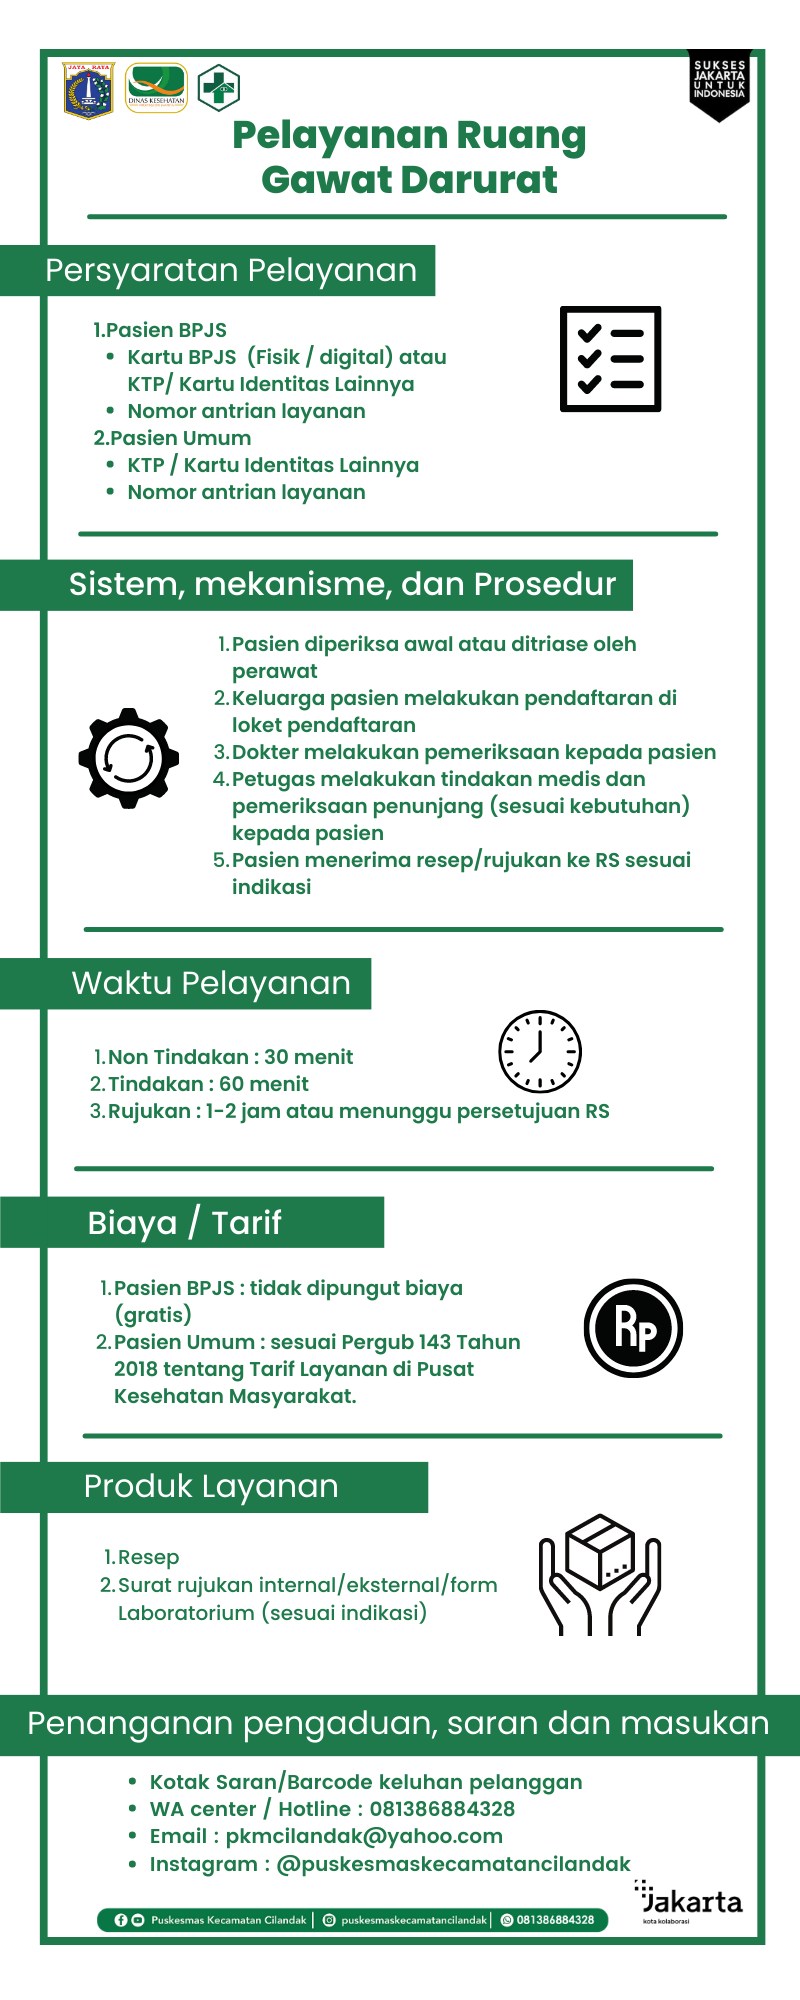 JAYA RAYA
DINAS KESEHATAN
SUKSES
JAKARTA
UNTUK
INDONESIA
Pelayanan Ruang
Gawat Darurat
Persyaratan Pelayanan
1.Pasien BPJS
• Kartu BPJS (Fisik / digital) atau
KTP/ Kartu Identitas Lainnya
• Nomor antrian layanan
2.Pasien Umum
• KTP / Kartu Identitas Lainnya
• Nomor antrian layanan
Sistem, mekanisme, dan Prosedur
1. Pasien diperiksa awal atau ditriase oleh
perawat
2. Keluarga pasien melakukan pendaftaran di
loket pendaftaran
3. Dokter melakukan pemeriksaan kepada pasien
4. Petugas melakukan tindakan medis dan
pemeriksaan penunjang (sesuai kebutuhan)
kepada pasien
5. Pasien menerima resep/rujukan ke RS sesuai
indikasi
Waktu Pelayanan
1. Non Tindakan : 30 menit
2. Tindakan : 60 menit
3. Rujukan : 1-2 jam atau menunggu persetujuan RS
Biaya / Tarif
1. Pasien BPJS : tidak dipungut biaya
(gratis)
2. Pasien Umum : sesuai Pergub 143 Tahun
2018 tentang Tarif Layanan di Pusat
Kesehatan Masyarakat.
Rp
Produk Layanan
1. Resep
2. Surat rujukan internal/eksternal/form
Laboratorium (sesuai indikasi)
Penanganan pengaduan, saran dan masukan
• Kotak Saran/Barcode keluhan pelanggan
• WA center / Hotline : 081386884328
• Email : pkmcilandak@yahoo.com
• Instagram : @puskesmaskecamatancilandak
Jakarta
kota kolaborasi
Puskesmas Kecamatan Cilandak | puskesmaskecamatancilandak | 081386884328